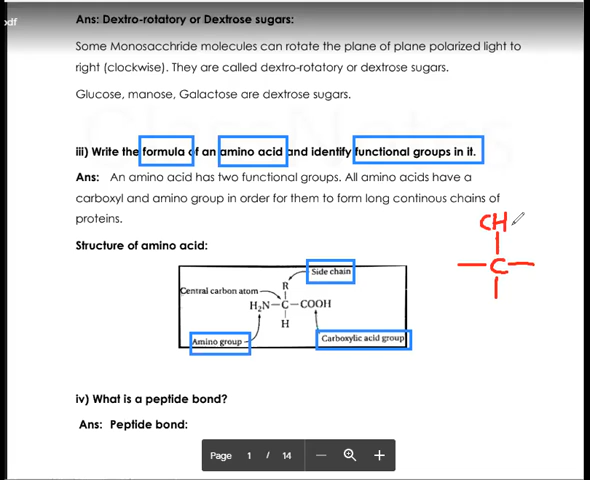 pdf
Ans: Dextro-rotatory or Dextrose sugars:
Some Monosacchride molecules can rotate the plane of plane polarized light to
right (clockwise). They are called dextro-rotatory or dextrose sugars.
Glucose, manose, Galactose are dextrose sugars.
iii) Write the formula of an amino acid and identify functional groups in it.
Ans: An amino acid has two functional groups. All amino acids have a
carboxyl and amino group in order for them to form long continous chains of
proteins.
CH
C
Structure of amino acid:
Side chain
Central carbon atom
R
H₂N–C–COOH
H
Amino group
Carboxylic acid group
iv) What is a peptide bond?
Ans: Peptide bond:
Page 1 / 14